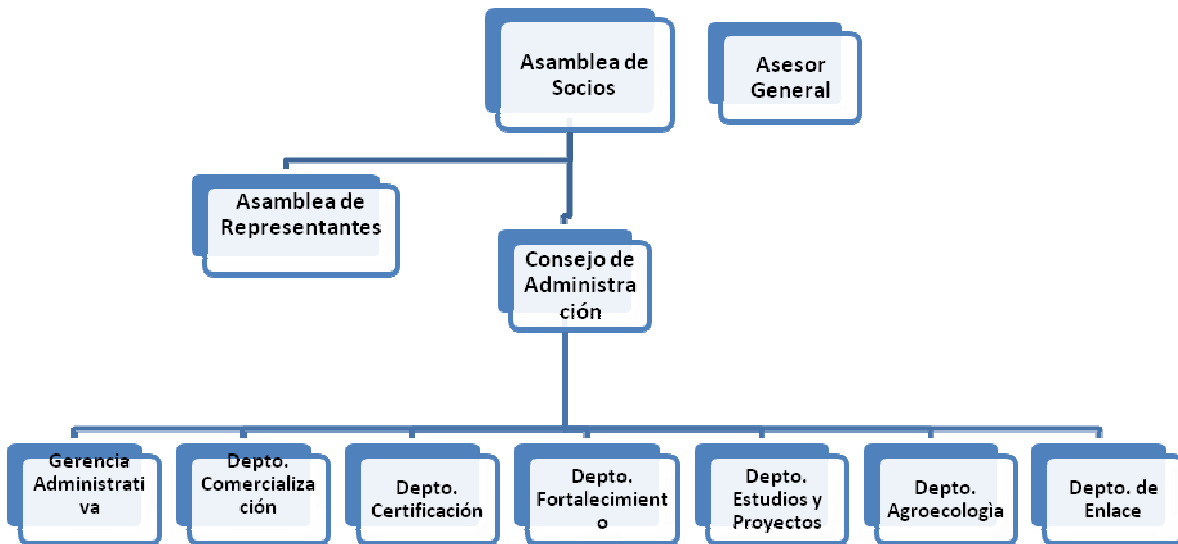 Asamblea de
Socios
Asesor
General
Asamblea de
Representantes
Consejo de
Administra
ción
Gerencia
Administrati
va
Depto.
Comercializa
ción
Depto.
Certificación
Depto.
Fortalecimient
o
Depto.
Estudios y
Proyectos
Depto.
Agroecologìa
Depto. de
Enlace